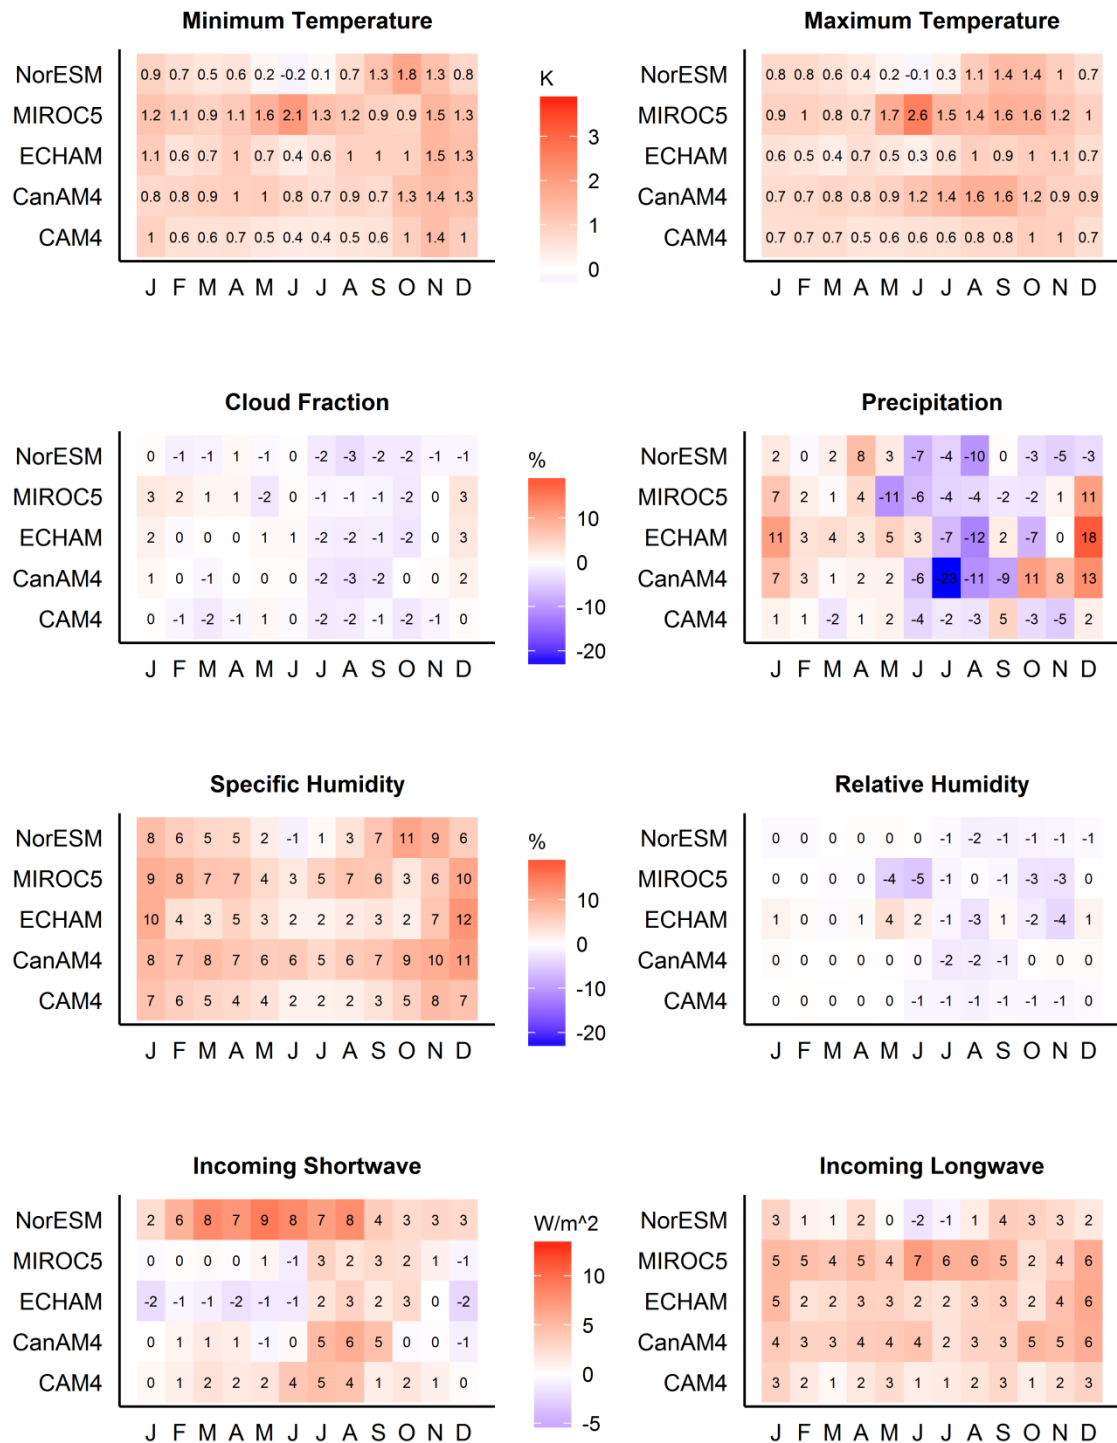 Minimum Temperature
NorESM 0.9 0.7 0.5 0.6 0.2 -0.2 0.1 0.7 1.3 1.8 1.3 0.8
MIROC5 1.2 1.1 0.9 1.1 1.6 2.1 1.3 1.2 0.9 0.9 1.5 1.3
ECHAM 1.1 0.6 0.7 1 0.7 0.4 0.6 1 1 1 1.5 1.3
CanAM4 0.8 0.8 0.9 1 1 0.8 0.7 0.9 0.7 1.3 1.4 1.3
CAM4 1 0.6 0.6 0.7 0.5 0.4 0.4 0.5 0.6 1 1.4 1
J F M A M J J A S O N D
K
3
2
1
0
Maximum Temperature
NorESM 0.8 0.8 0.6 0.4 0.2 -0.1 0.3 1.1 1.4 1.4 1 0.7
MIROC5 0.9 1 0.8 0.7 1.7 2.6 1.5 1.4 1.6 1.6 1.2 1
ECHAM 0.6 0.5 0.4 0.7 0.5 0.3 0.6 1 0.9 1 1.1 0.7
CanAM4 0.7 0.7 0.8 0.8 0.9 1.2 1.4 1.6 1.6 1.2 0.9 0.9
CAM4 0.7 0.7 0.7 0.5 0.6 0.6 0.6 0.6 0.8 0.8 1 1 0.7
J F M A M J J A S O N D
Cloud Fraction
NorESM 0 -1 -1 1 -1 0 -2 -3 -2 -2 -1 -1
MIROC5 3 2 1 1 -2 0 -1 -1 -1 -2 0 3
ECHAM 2 0 0 0 1 1 -2 -2 -1 -2 0 3
CanAM4 1 0 -1 0 0 0 -2 -3 -2 0 0 2
CAM4 0 -1 -2 -1 1 0 -2 -2 -1 -2 -1 0
J F M A M J J A S O N D
%
10
0
-10
-20
Precipitation
NorESM 2 0 2 8 3 -7 -4 -10 0 -3 -5 -3
MIROC5 7 2 1 4 -11 -6 -4 -4 -2 -2 1 11
ECHAM 11 3 4 3 5 3 -7 -12 2 -7 0 18
CanAM4 7 3 1 2 2 -6 -23 -11 -9 11 8 13
CAM4 1 1 -2 1 2 -4 -2 -3 5 -3 -5 2
J F M A M J J A S O N D
Specific Humidity
NorESM 8 6 5 5 2 -1 1 3 7 11 9 6
MIROC5 9 8 7 7 4 3 5 7 6 3 6 10
ECHAM 10 4 3 5 3 2 2 2 3 2 7 12
CanAM4 8 7 8 7 6 6 5 6 7 9 10 11
CAM4 7 6 5 4 4 2 2 2 3 5 8 7
J F M A M J J A S O N D
%
10
0
-10
-20
Relative Humidity
NorESM 0 0 0 0 0 0 -1 -2 -1 -1 -1 -1
MIROC5 0 0 0 0 -4 -5 -1 0 -1 -3 -3 0
ECHAM 1 0 0 1 4 2 -1 -3 1 -2 -4 1
CanAM4 0 0 0 0 0 0 -2 -2 -1 0 0 0
CAM4 0 0 0 0 0 -1 -1 -1 -1 -1 -1 0
J F M A M J J A S O N D
Incoming Shortwave
NorESM 2 6 8 7 9 8 7 8 4 3 3 3
MIROC5 0 0 0 0 1 -1 3 2 3 2 1 -1
ECHAM -2 -1 -1 -2 -1 -1 2 3 2 3 0 -2
CanAM4 0 1 1 1 -1 0 5 6 5 0 0 -1
CAM4 0 1 2 2 2 4 5 4 1 2 1 0
J F M A M J J A S O N D
W/m^2
10
5
0
-5
Incoming Longwave
NorESM 3 1 1 2 0 -2 -1 1 4 3 3 2
MIROC5 5 5 4 5 4 7 6 6 5 2 4 6
ECHAM 5 2 2 3 3 2 2 3 3 2 4 6
CanAM4 4 3 3 4 4 4 2 3 3 5 5 6
CAM4 3 2 1 2 3 1 1 2 3 2 2 3
J F M A M J J A S O N D